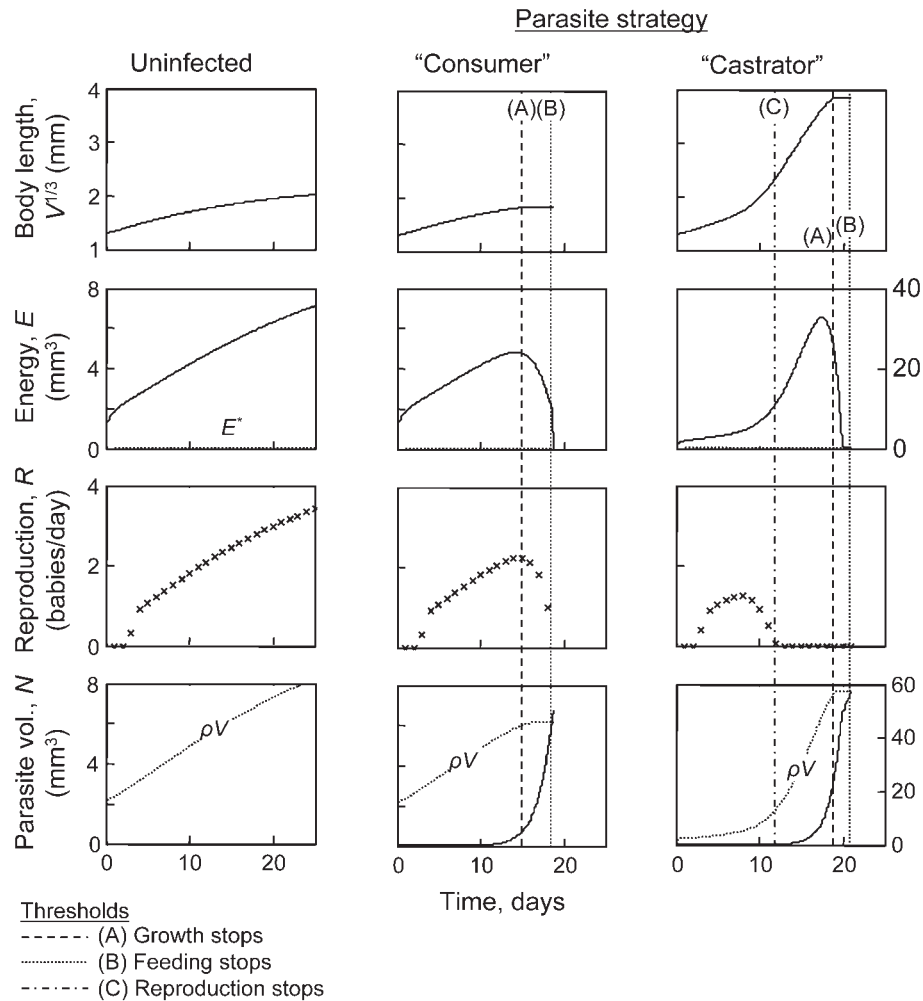 Parasite strategy
Uninfected
“Consumer”
“Castrator”
Body length,
V1/3 (mm)
4
3
2
1
(A)(B)
(C)
(A)
(B)
Energy, E
(mm3)
8
4
0
E*
40
20
0
Reproduction, R
(babies/day)
4
2
0
Parasite vol., N
(mm3)
8
4
0
ρV
ρV
ρV
60
40
20
0
0 10 20
0 10 20
0 10 20
Time, days
Thresholds
(A) Growth stops
(B) Feeding stops
(C) Reproduction stops